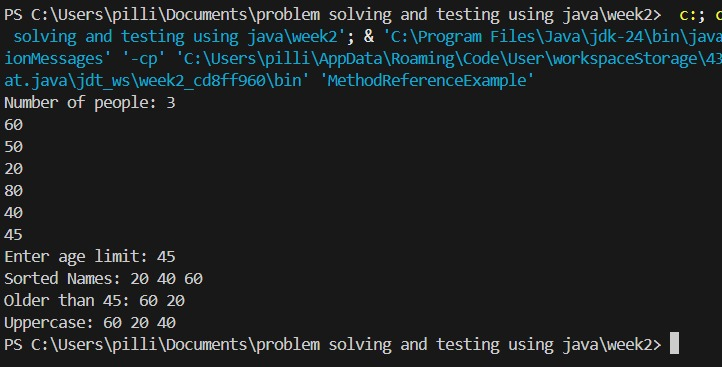 PS C:\Users\pilli\Documents\problem solving and testing using java\week2>  c:; c
 solving and testing using java\week2'; & 'C:\Program Files\Java\jdk-24\bin\java
ionMessages' '-cp' 'C:\Users\pilli\AppData\Roaming\Code\User\workspaceStorage\43
at.java\jdt_ws\week2_cd8ff960\bin' 'MethodReferenceExample'
Number of people: 3
60
50
20
80
40
45
Enter age limit: 45
Sorted Names: 20 40 60
Older than 45: 60 20
Uppercase: 60 20 40
PS C:\Users\pilli\Documents\problem solving and testing using java\week2>